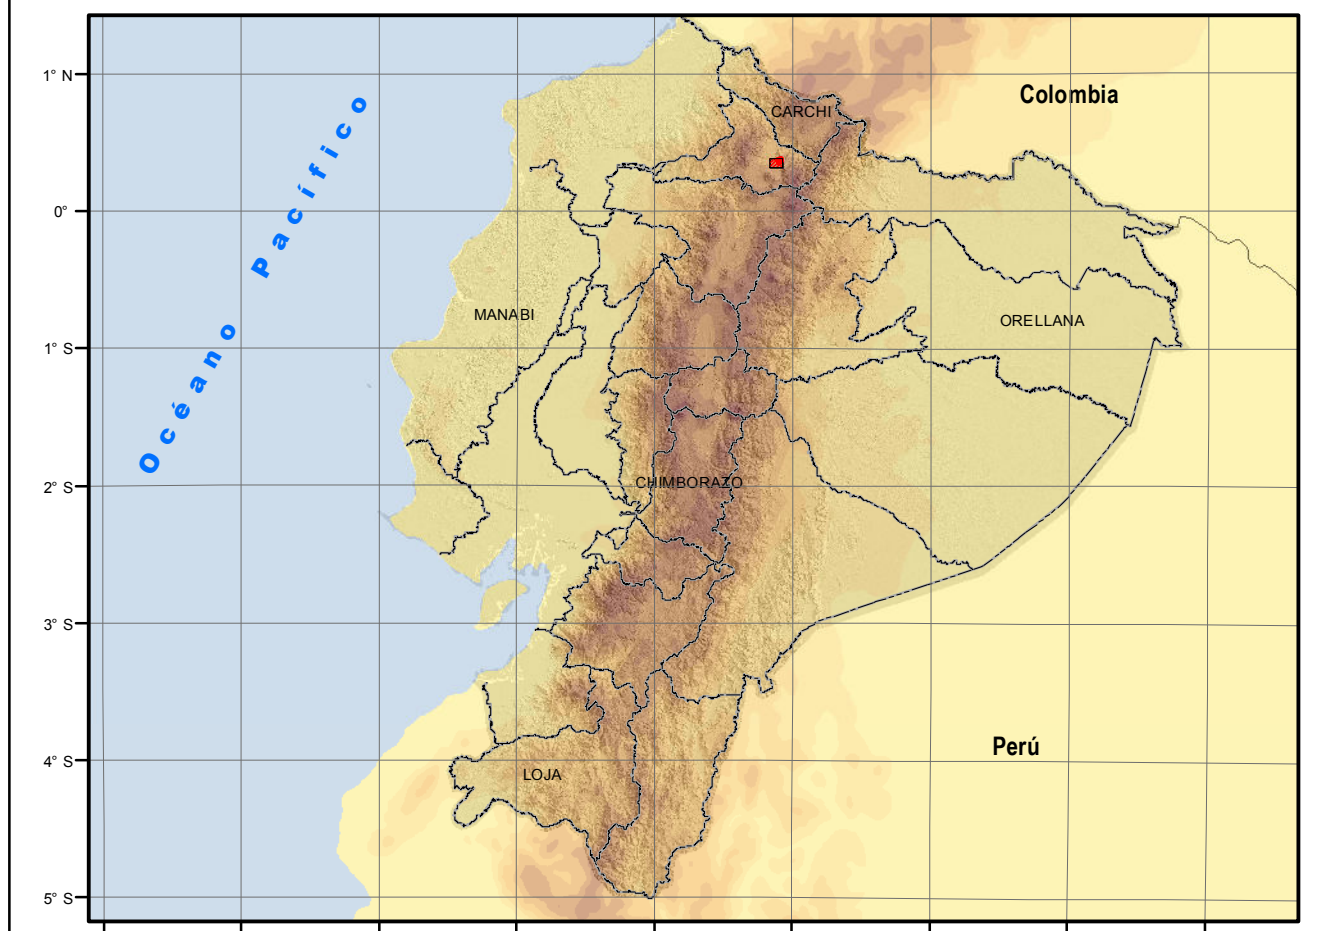 1° N
Colombia
CARCHI
Océano Pacífico
0°
MANABI
ORELLANA
1° S
CHIMBORAZO
2° S
3° S
Perú
4° S
LOJA
5° S